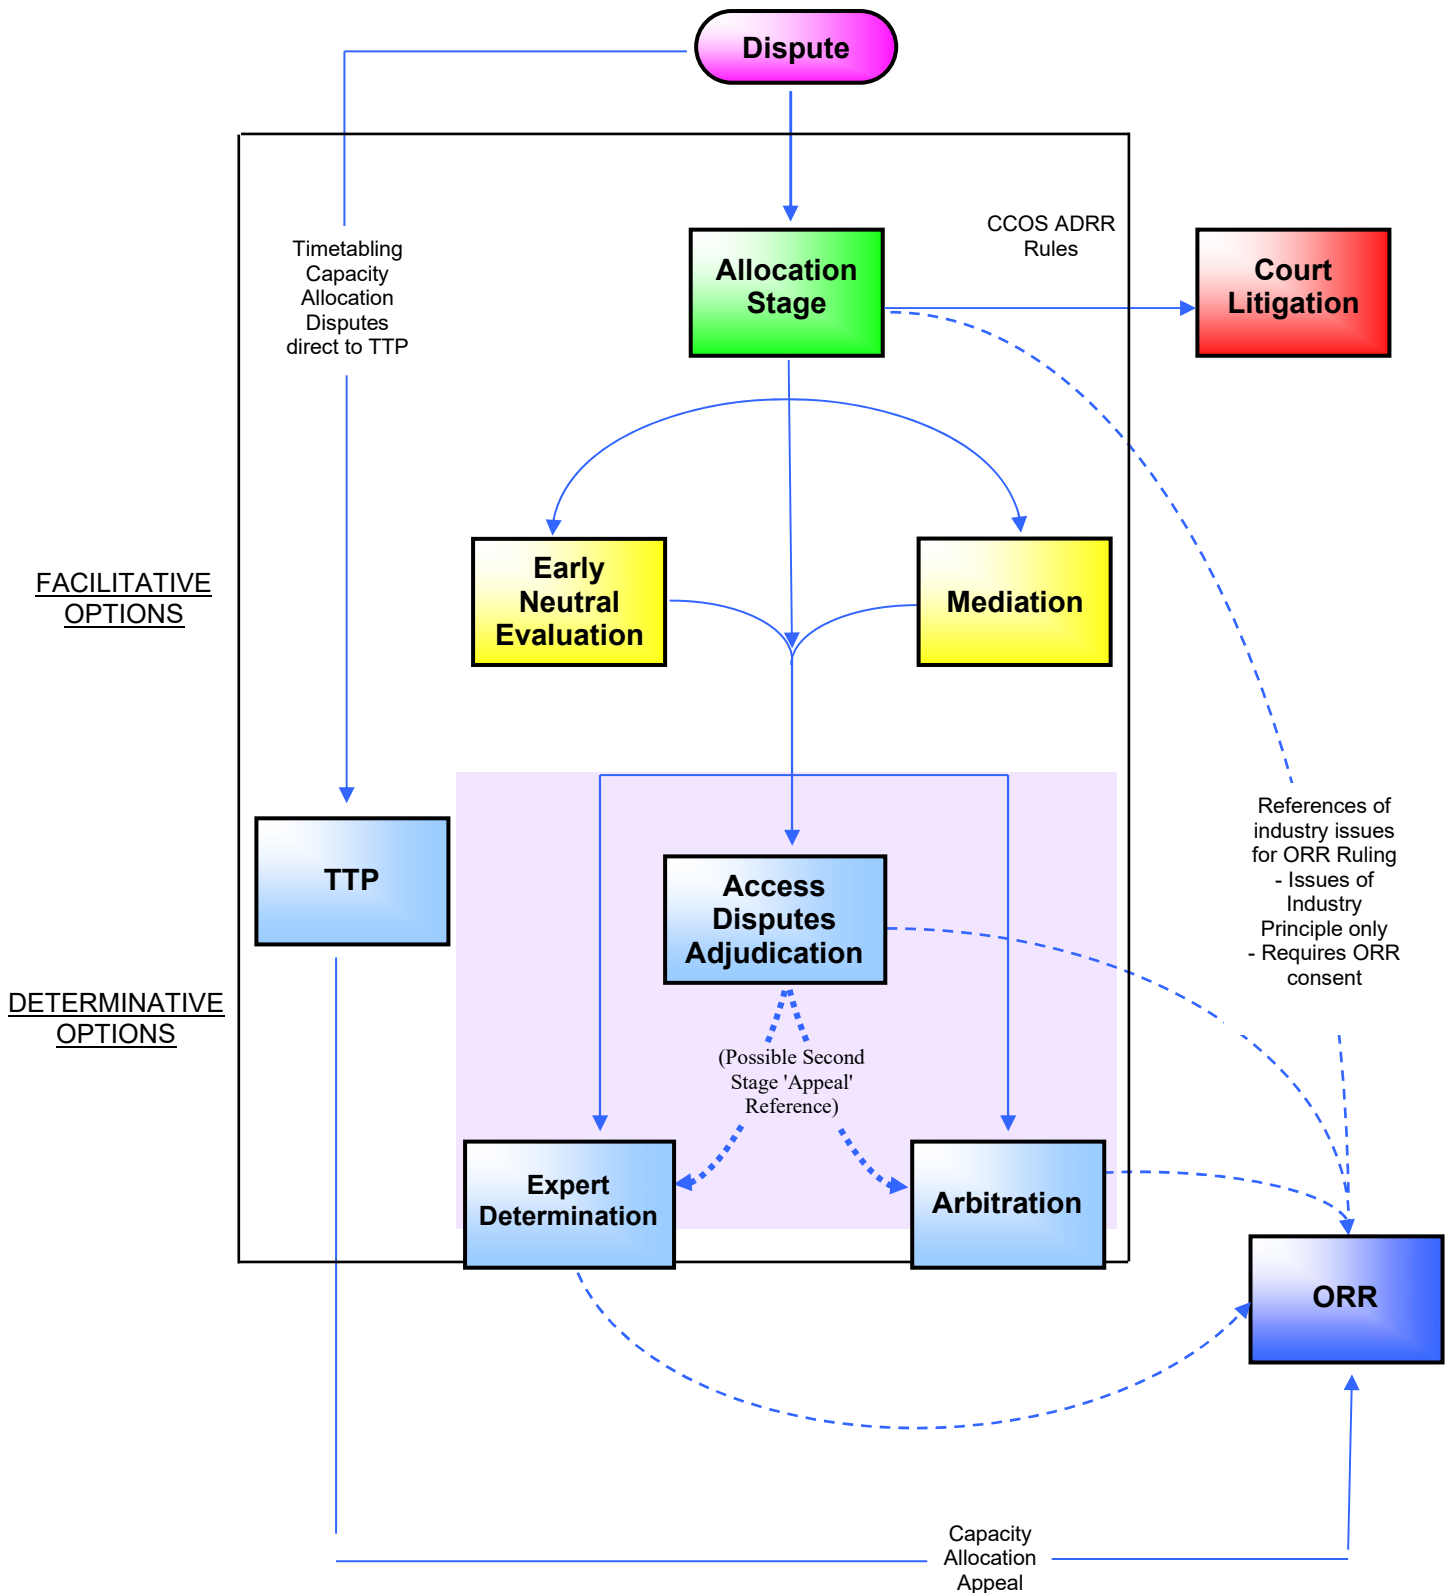 Dispute
Timetabling
Capacity
Allocation
Disputes
direct to TTP
Allocation
Stage
CCOS ADRR
Rules
Court
Litigation
FACILITATIVE
OPTIONS
Early
Neutral
Evaluation
Mediation
References of
industry issues
for ORR Ruling
- Issues of
Industry
Principle only
- Requires ORR
consent
TTP
Access
Disputes
Adjudication
DETERMINATIVE
OPTIONS
(Possible Second
Stage 'Appeal'
Reference)
Expert
Determination
Arbitration
ORR
Capacity
Allocation
Appeal